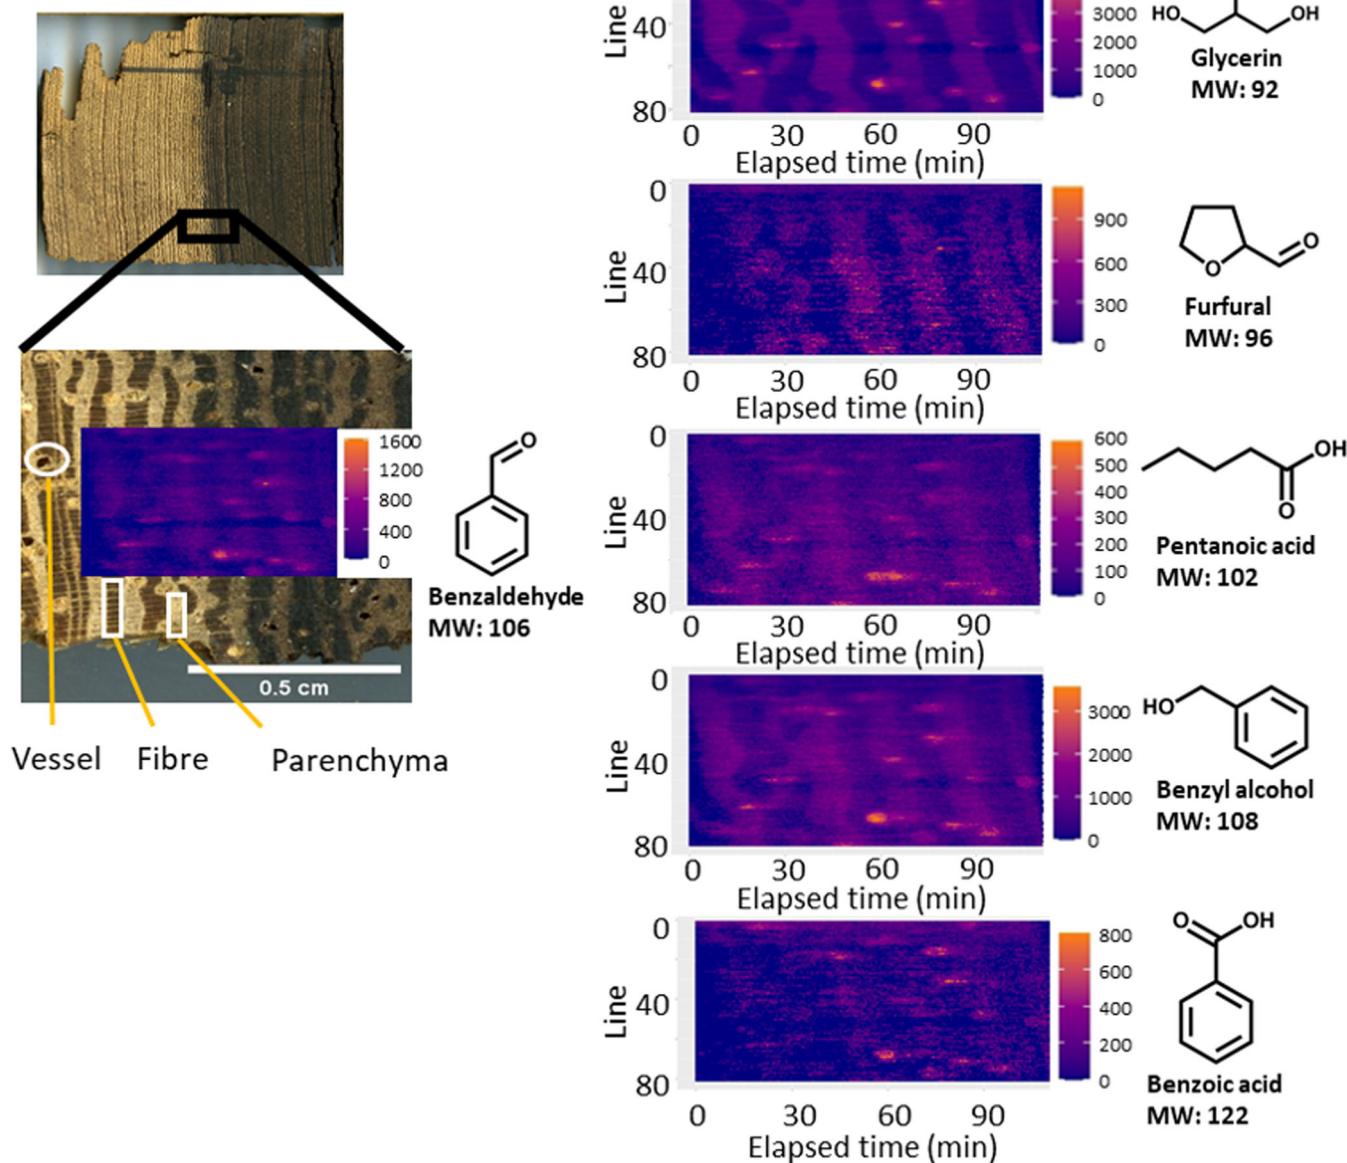 1600
1200
800
400
0
O
Benzaldehyde
MW: 106
0.5 cm
Vessel Fibre Parenchyma
Line
40
80
0 30 60 90
Elapsed time (min)
3000
2000
1000
0
HO OH
Glycerin
MW: 92
Line
0
40
80
0 30 60 90
Elapsed time (min)
900
600
300
0
O
O
Furfural
MW: 96
Line
0
40
80
0 30 60 90
Elapsed time (min)
600
500
400
300
200
100
0
OH
O
Pentanoic acid
MW: 102
Line
0
40
80
0 30 60 90
Elapsed time (min)
3000
2000
1000
0
HO
Benzyl alcohol
MW: 108
Line
0
40
80
0 30 60 90
Elapsed time (min)
800
600
400
200
0
O OH
Benzoic acid
MW: 122